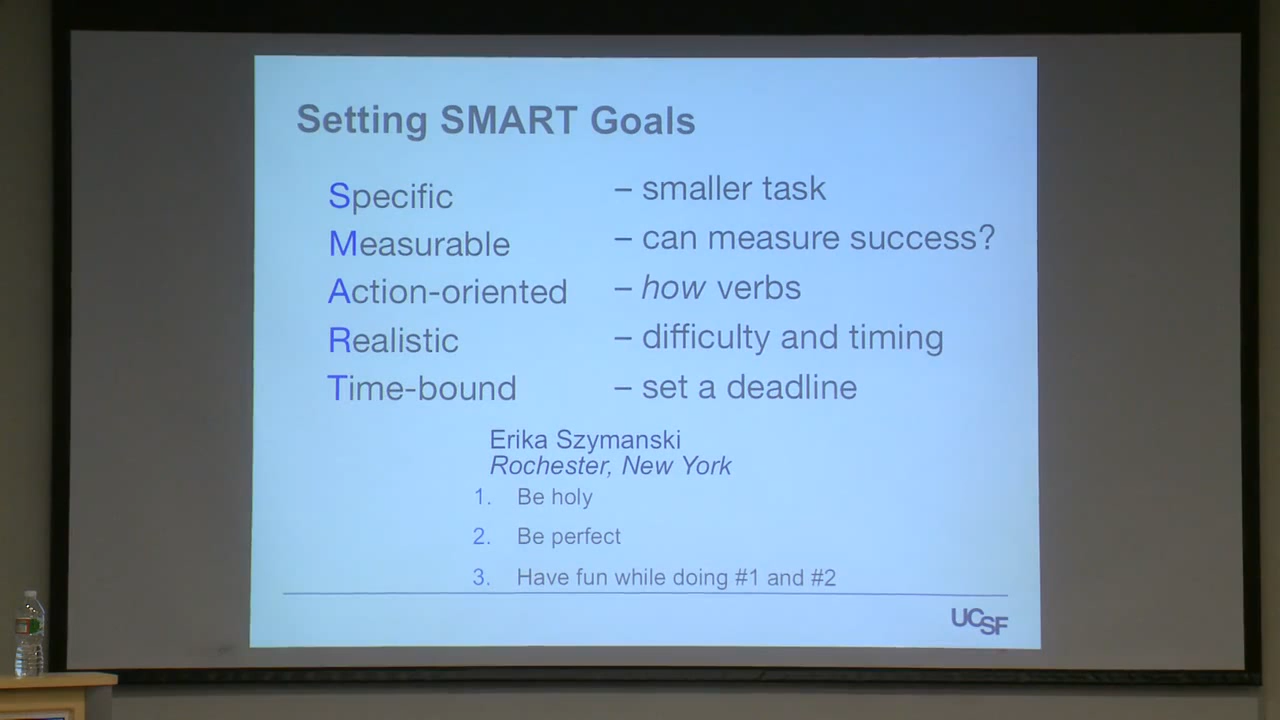 Setting SMART Goals
Specific – smaller task
Measurable – can measure success?
Action-oriented – how verbs
Realistic – difficulty and timing
Time-bound – set a deadline
Erika Szymanski
Rochester, New York
1. Be holy
2. Be perfect
3. Have fun while doing #1 and #2
UCSF